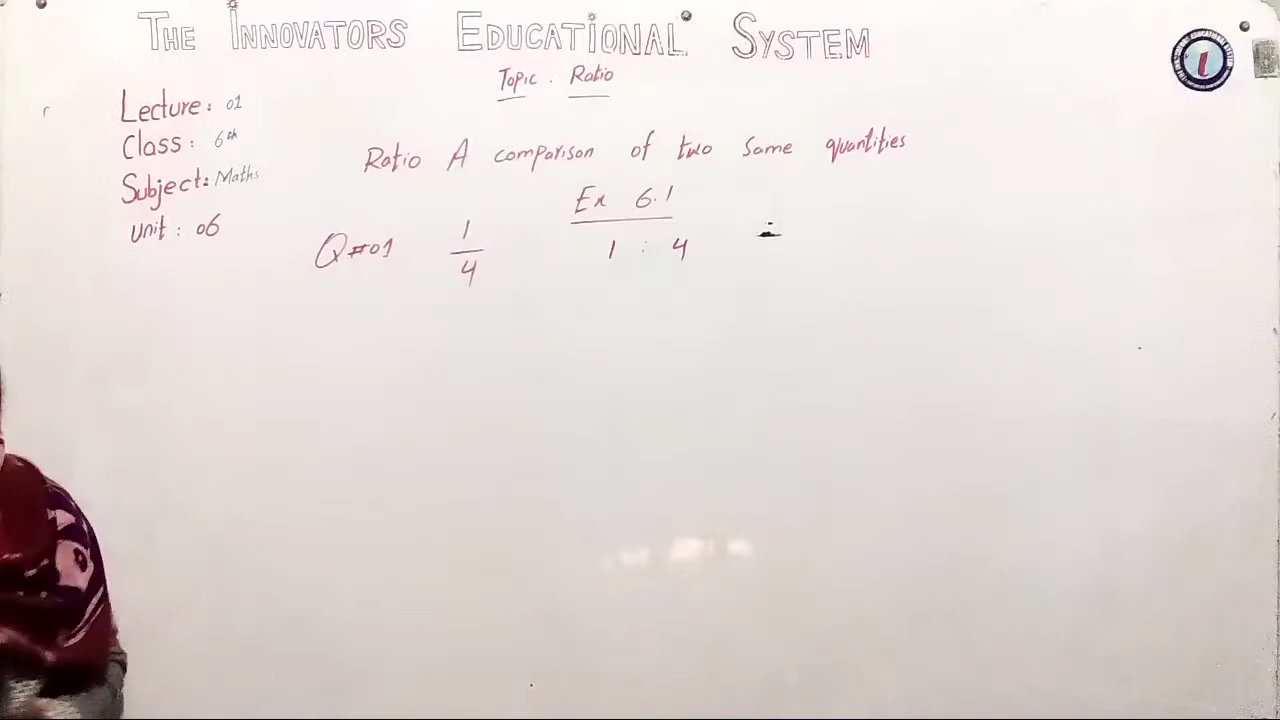 THE INNOVATORS EDUCATIONAL SYSTEM
Topic : Ratio
Lecture: 01
Class: 6th
Subject: Maths
Unit: 06
Ratio A comparison of two same quantities
Ex 6.1
Q#01 1/4 1 : 4